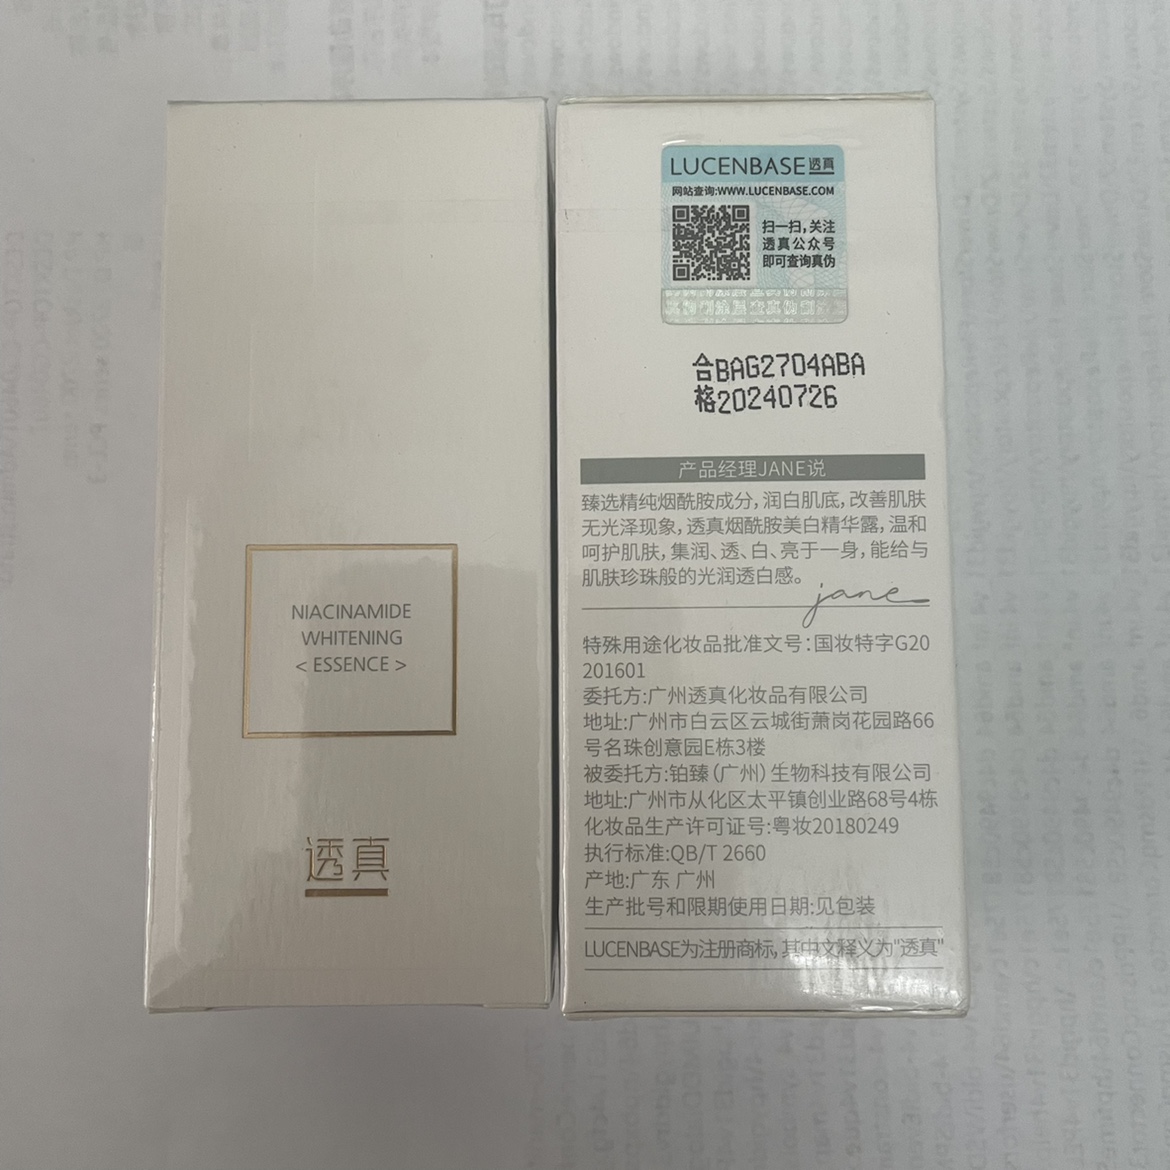 NIACINAMIDE
WHITENING
< ESSENCE >
透真
LUCENBASE透真
网站查询:WWW.LUCENBASE.COM
扫一扫,关注
透真公众号
即可查询真伪
合BAG2704ABA
格20240726
产品经理JANE说
臻选精纯烟酰胺成分,润白肌底,改善肌肤
无光泽现象,透真烟酰胺美白精华露,温和
呵护肌肤,集润、透、白、亮于一身,能给与
肌肤珍珠般的光润透白感。
jane
特殊用途化妆品批准文号:国妆特字G20
201601
委托方:广州透真化妆品有限公司
地址:广州市白云区云城街萧岗花园路66
号名珠创意园E栋3楼
被委托方:铂臻(广州)生物科技有限公司
地址:广州市从化区太平镇创业路68号4栋
化妆品生产许可证号:粤妆20180249
执行标准:QB/T 2660
产地:广东 广州
生产批号和限期使用日期:见包装
LUCENBASE为注册商标,其中文释义为"透真"